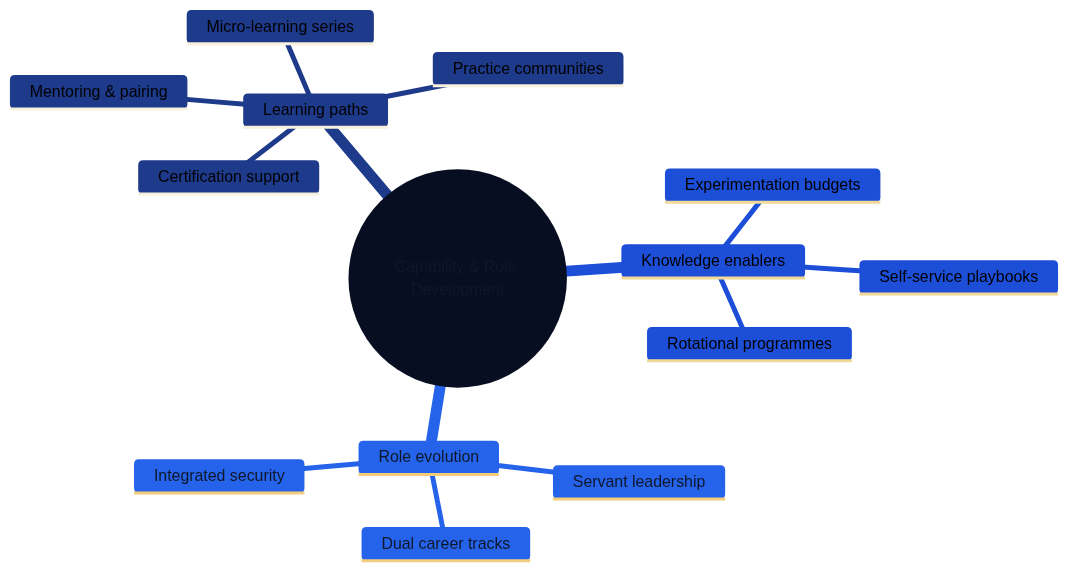 Micro-learning series
Practice communities
Mentoring & pairing
Learning paths
Certification support
Experimentation budgets
Knowledge enablers
Self-service playbooks
Capability & Role
Development
Rotational programmes
Role evolution
Integrated security
Servant leadership
Dual career tracks